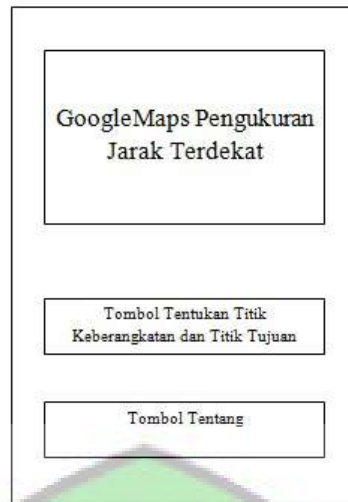 GoogleMaps Pengukuran
Jarak Terdekat
Tombol Tentukan Titik
Keberangkatan dan Titik Tujuan
Tombol Tentang